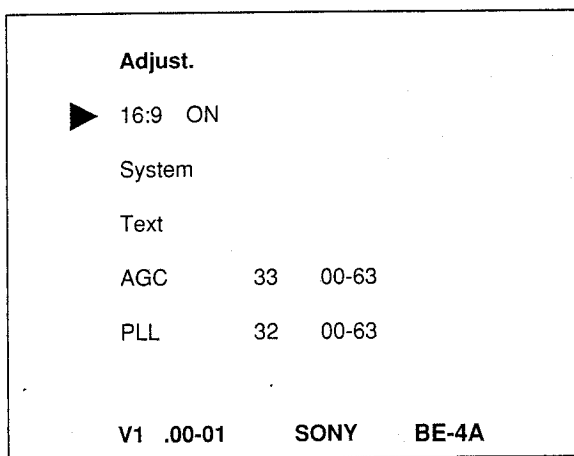 Adjust.
16:9 ON
System
Text
AGC 33 00-63
PLL 32 00-63
V1 .00-01 SONY BE-4A